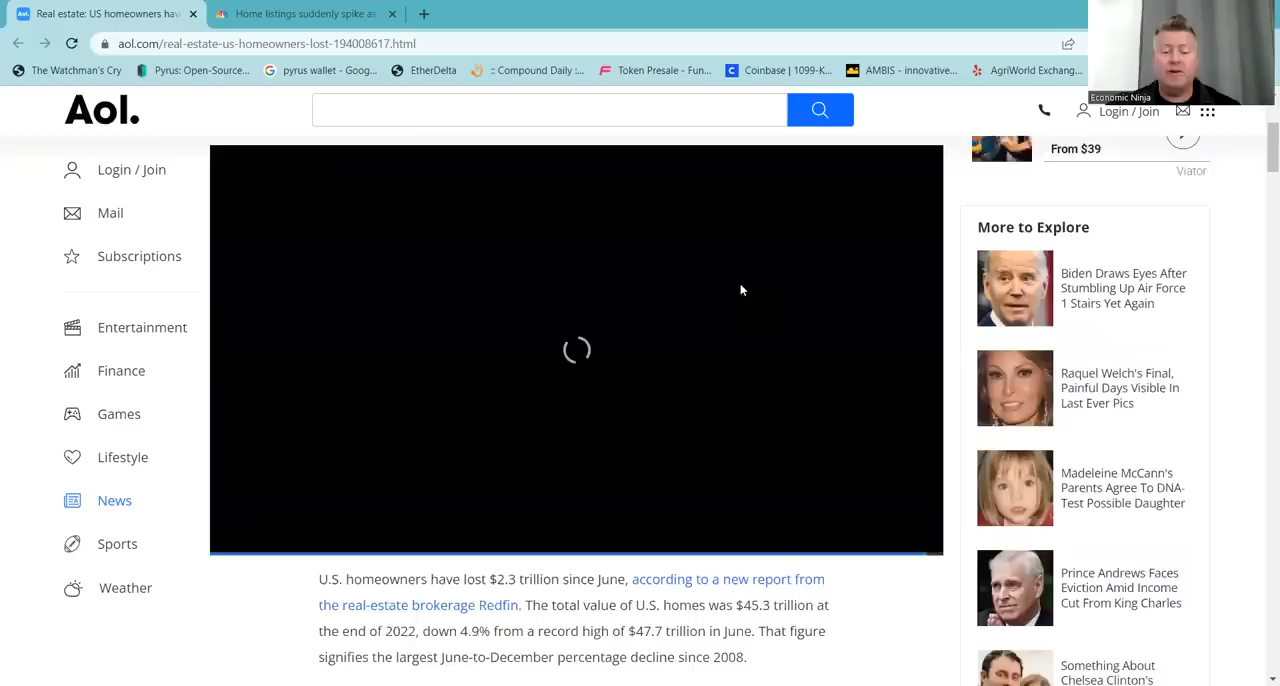 Real estate: US homeowners hav
Home listings suddenly spike as
aol.com/real-estate-us-homeowners-lost-194008617.html
The Watchman's Cry
Pyrus: Open-Source...
pyrus wallet - Goog...
EtherDelta
:: Compound Daily :...
Token Presale - Fun...
Coinbase | 1099-K...
AMBIS - innovative...
AgriWorld Exchang...
Economic Ninja
Aol.
Login / Join
Login / Join
Mail
Subscriptions
Entertainment
Finance
Games
Lifestyle
News
Sports
Weather
From $39
Viator
More to Explore
Biden Draws Eyes After
Stumbling Up Air Force
1 Stairs Yet Again
Raquel Welch's Final,
Painful Days Visible In
Last Ever Pics
Madeleine McCann's
Parents Agree To DNA-
Test Possible Daughter
Prince Andrews Faces
Eviction Amid Income
Cut From King Charles
Something About
Chelsea Clinton's
U.S. homeowners have lost $2.3 trillion since June, according to a new report from
the real-estate brokerage Redfin. The total value of U.S. homes was $45.3 trillion at
the end of 2022, down 4.9% from a record high of $47.7 trillion in June. That figure
signifies the largest June-to-December percentage decline since 2008.